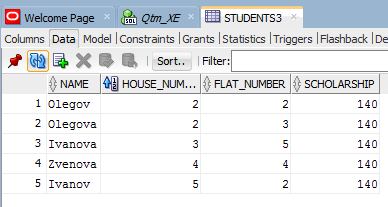 Welcome Page Qtm_XE STUDENTS3
Columns Data Model Constraints Grants Statistics Triggers Flashback De
Sort.. Filter:
NAME HOUSE_NUM... FLAT_NUMBER SCHOLARSHIP
1 Olegov 2 2 140
2 Olegova 2 3 140
3 Ivanova 3 5 140
4 Zvenova 4 4 140
5 Ivanov 5 2 140